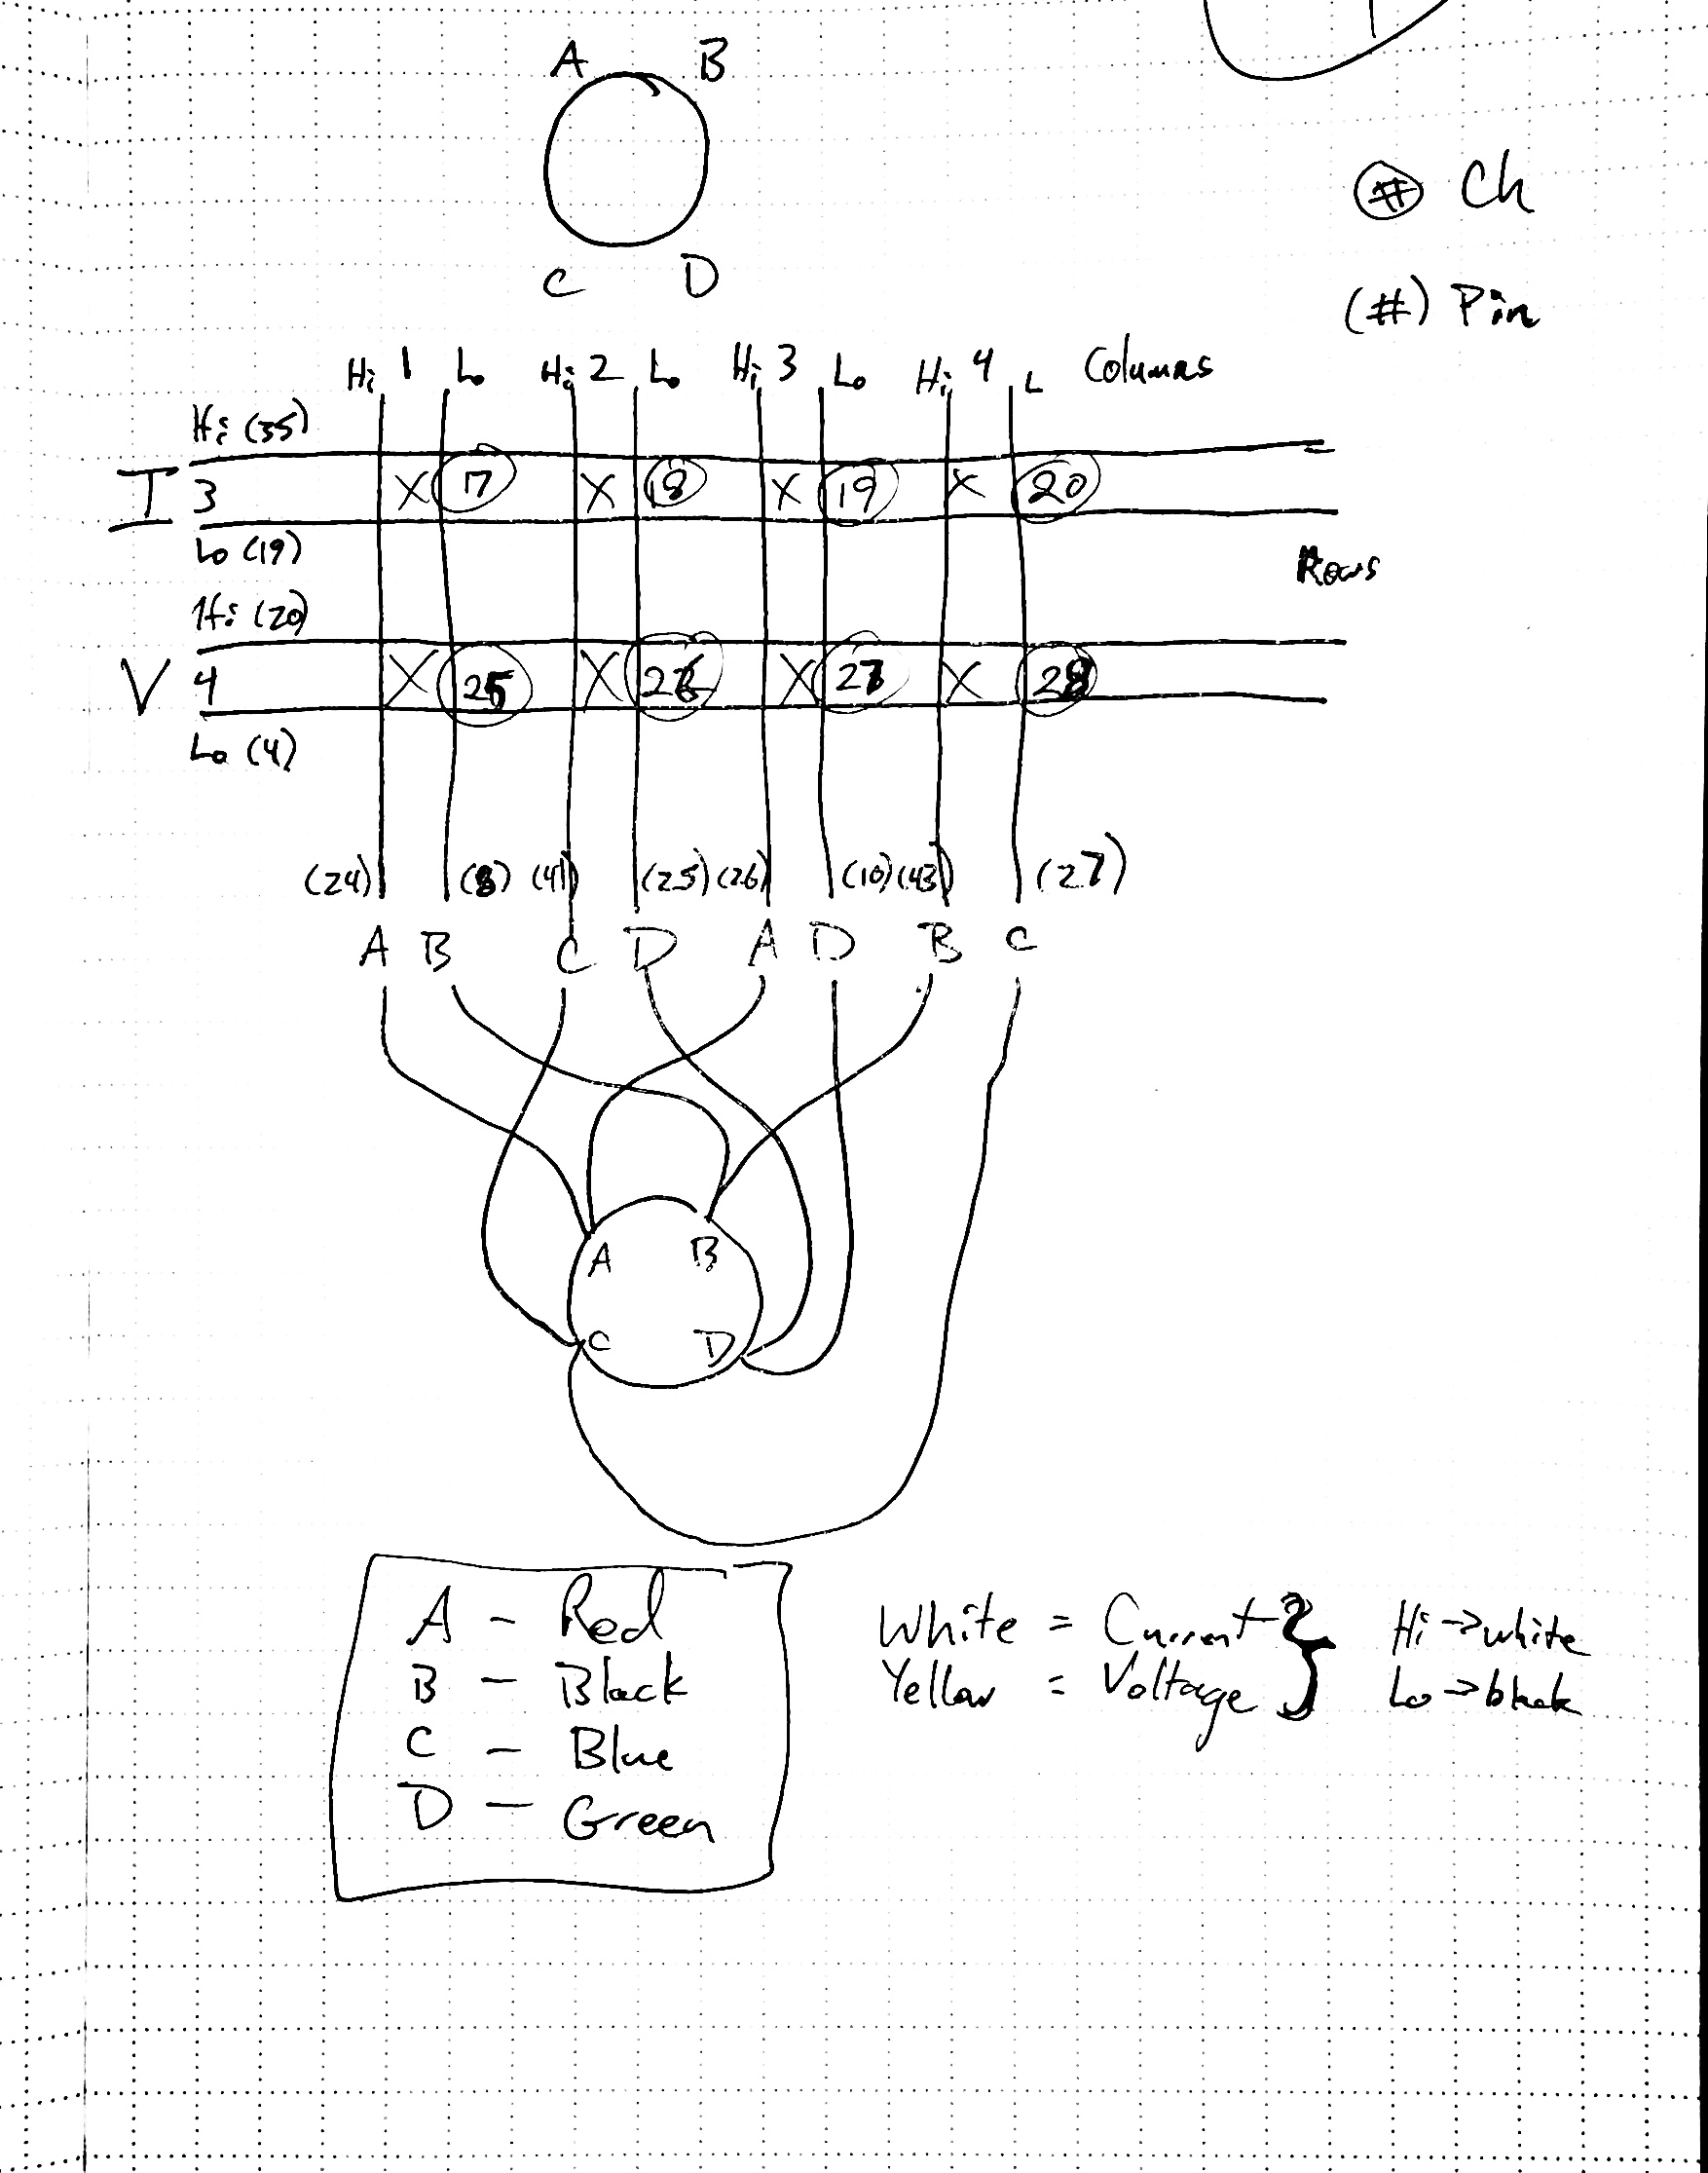 A B
C D
# Ch
(#) Pin
Hi 1 Lo Hi 2 Lo Hi 3 Lo Hi 4 L Columns
Hi (35)
I 3 X 17 X 18 X 19 X 20
Lo (19)
Rows
Hi (20)
V 4 X 25 X 26 X 27 X 28
Lo (4)
(24) (8) (41) (25) (26) (10) (43) (27)
A B C D A D B C
A B
C D
A - Red
B - Black
C - Blue
D - Green
White = Current } Hi → white
Yellow = Voltage } Lo → black